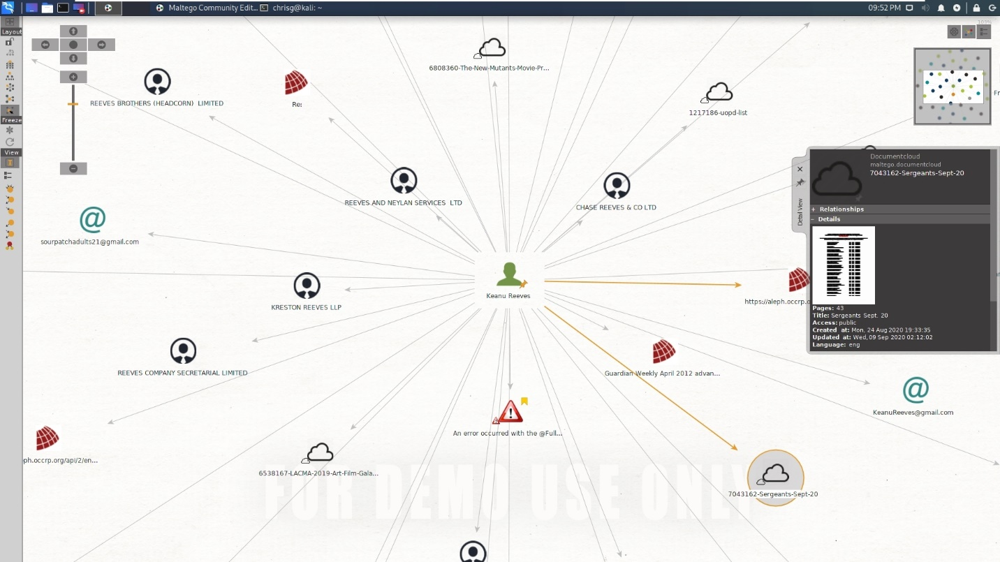 Maltego Community Edit...
chrisg@kali: ~
09:52 PM
103%
Layout
Freeze
View
6808360-The-New-Mutants-Movie-Pr...
REEVES BROTHERS (HEADCORN) LIMITED
Re:
1217186-uopd-list
REEVES AND NEYLAN SERVICES LTD
CHASE REEVES & CO LTD
sourpatchadults21@gmail.com
Keanu Reeves
KRESTON REEVES LLP
https://aleph.occrp.o
REEVES COMPANY SECRETARIAL LIMITED
Guardian Weekly April 2012 advan...
KeanuReeves@gmail.com
An error occurred with the @Full...
ph.occrp.org/api/2/en...
6538167-LACMA-2019-Art-Film-Gala...
7043162-Sergeants-Sept-20
FOR DEMO USE ONLY
Detail View
Documentcloud
maltego.documentcloud
7043162-Sergeants-Sept-20
+ Relationships
- Details
Pages: 43
Title: Sergeants Sept. 20
Access: public
Created at: Mon, 24 Aug 2020 19:33:35
Updated at: Wed, 09 Sep 2020 02:12:02
Language: eng